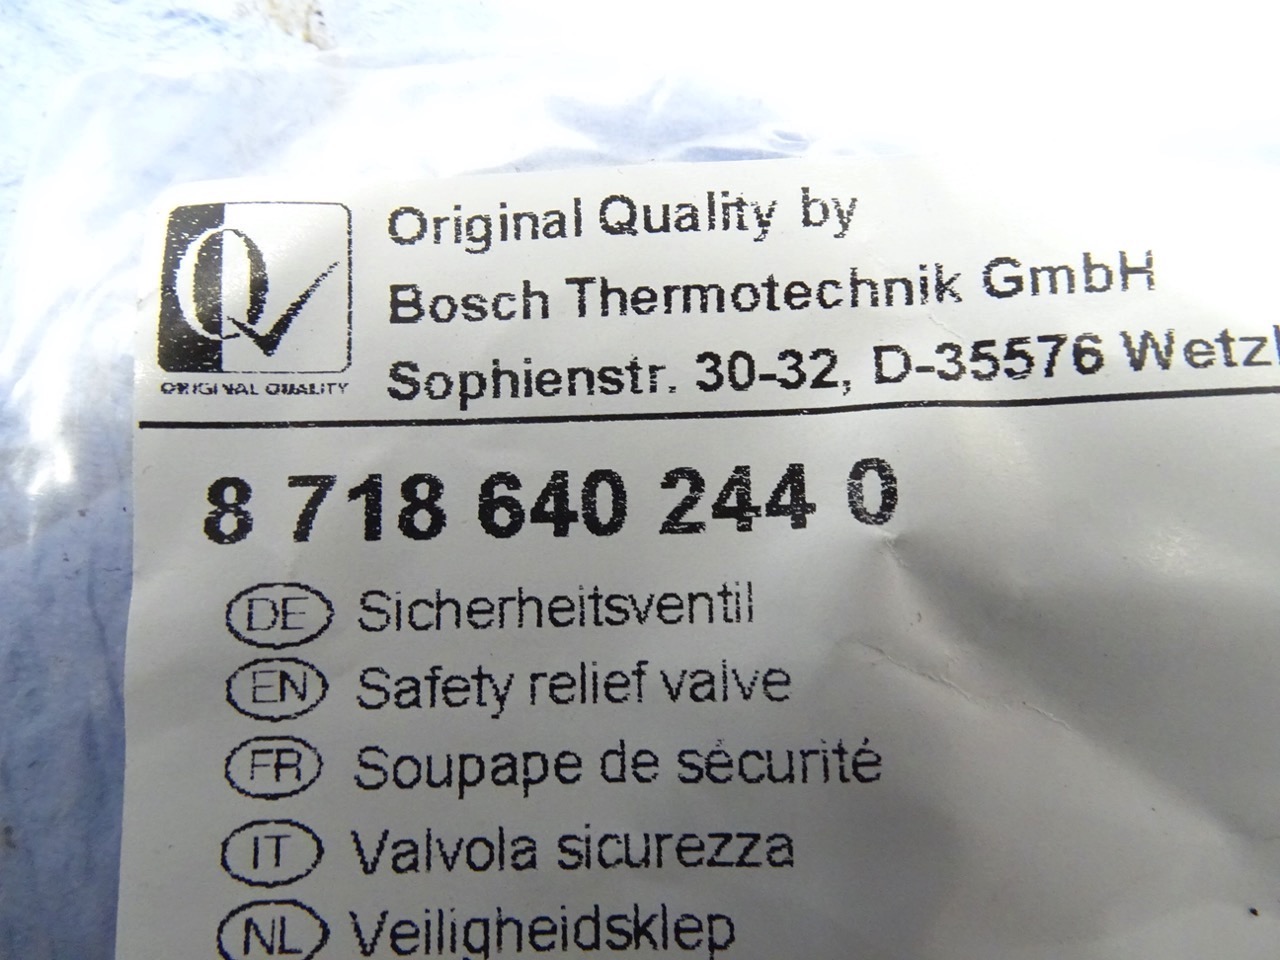 Original Quality by
Bosch Thermotechnik GmbH
Sophienstr. 30-32, D-35576 Wetzl
ORIGINAL QUALITY
8 718 640 244 0
DE Sicherheitsventil
EN Safety relief valve
FR Soupape de sécurité
IT Valvola sicurezza
NL Veiligheidsklep